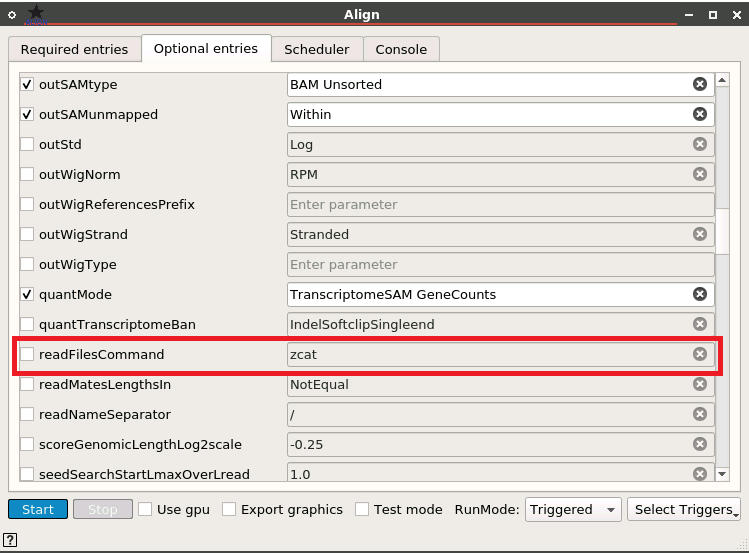 Align
Required entries Optional entries Scheduler Console
outSAMtype BAM Unsorted
outSAMunmapped Within
outStd Log
outWigNorm RPM
outWigReferencesPrefix Enter parameter
outWigStrand Stranded
outWigType Enter parameter
quantMode TranscriptomeSAM GeneCounts
quantTranscriptomeBan IndelSoftclipSingleend
readFilesCommand zcat
readMatesLengthsIn NotEqual
readNameSeparator /
scoreGenomicLengthLog2scale -0.25
seedSearchStartLmaxOverLread 1.0
Start Stop Use gpu Export graphics Test mode RunMode: Triggered Select Triggers
?